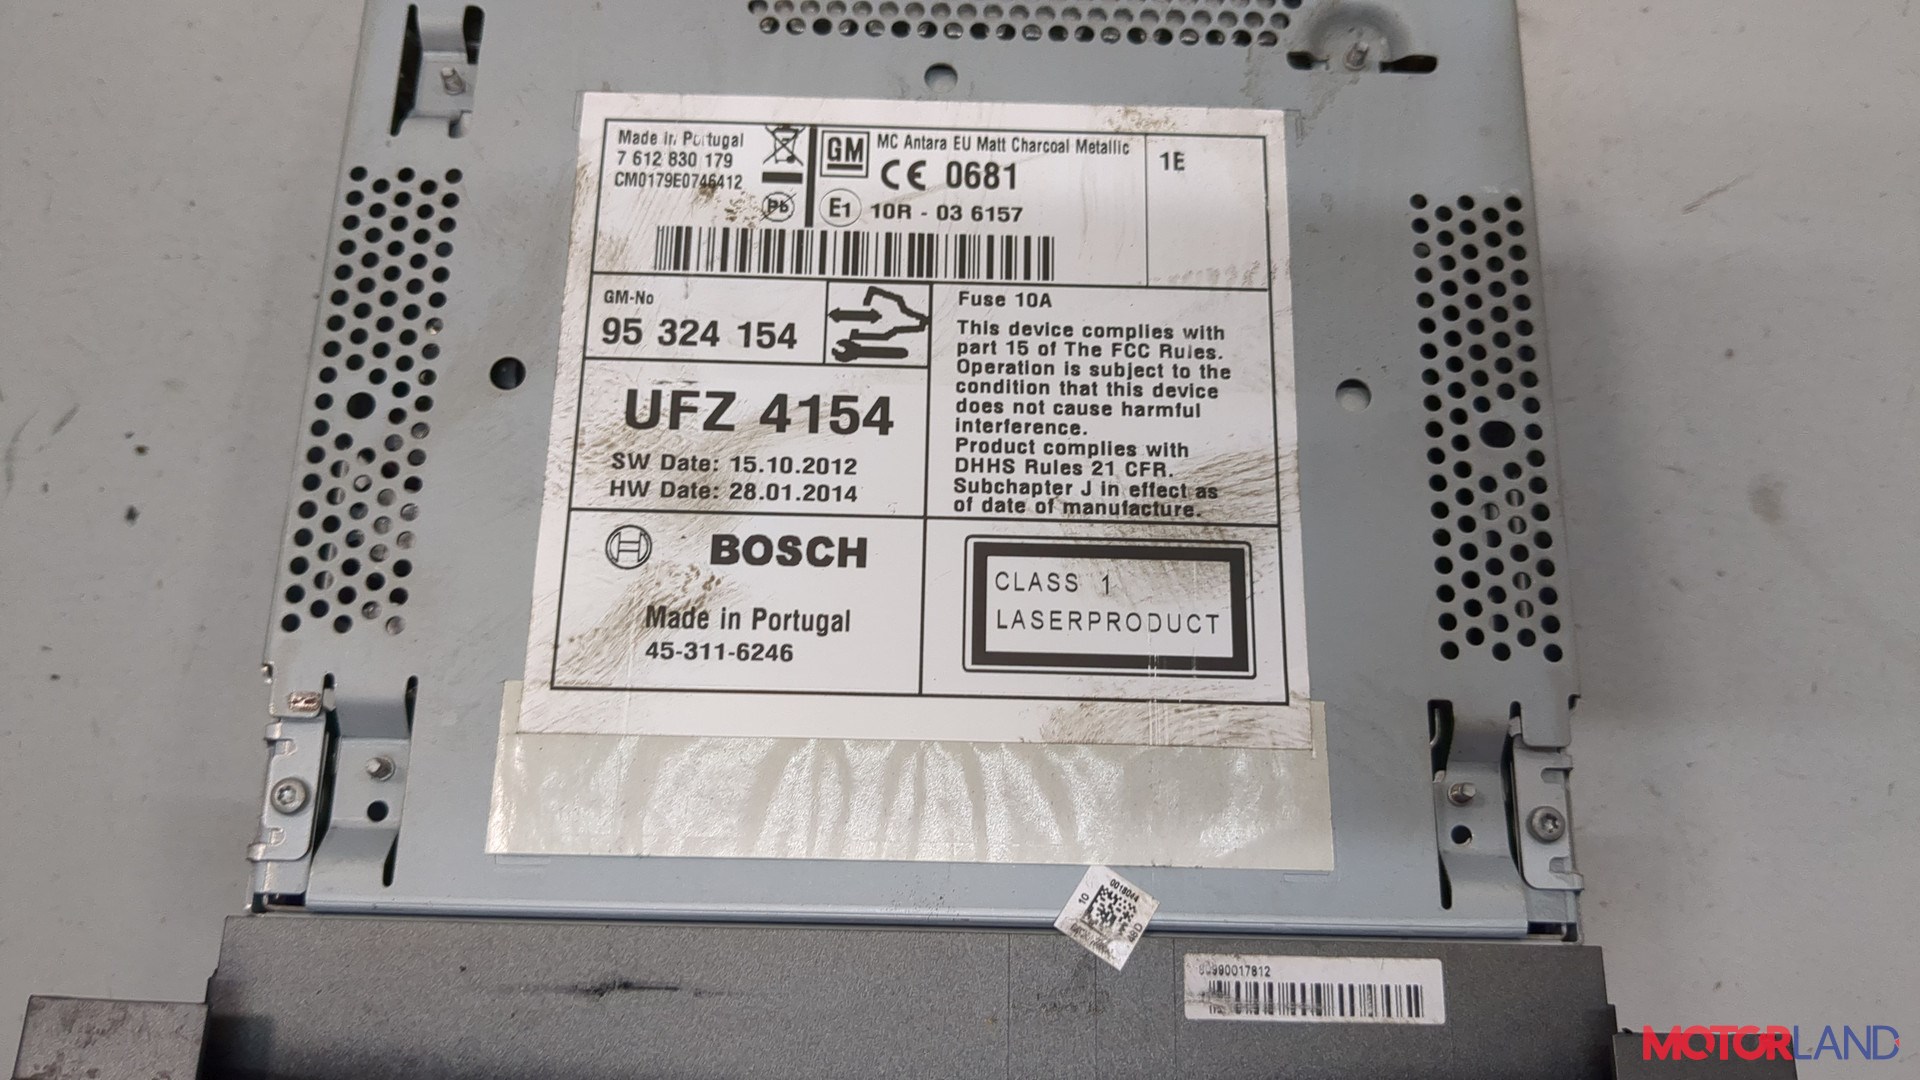 Made in Portugal
7 612 830 179
CM0179E0746412
Pb
GM
MC Antara EU Matt Charcoal Metallic
CE 0681
E1 10R - 03 6157
1E
GM-No
95 324 154
UFZ 4154
SW Date: 15.10.2012
HW Date: 28.01.2014
Fuse 10A
This device complies with
part 15 of The FCC Rules.
Operation is subject to the
condition that this device
does not cause harmful
interference.
Product complies with
DHHS Rules 21 CFR.
Subchapter J in effect as
of date of manufacture.
BOSCH
Made in Portugal
45-311-6246
CLASS 1
LASERPRODUCT
0018044
10
48D
MOTORLAND